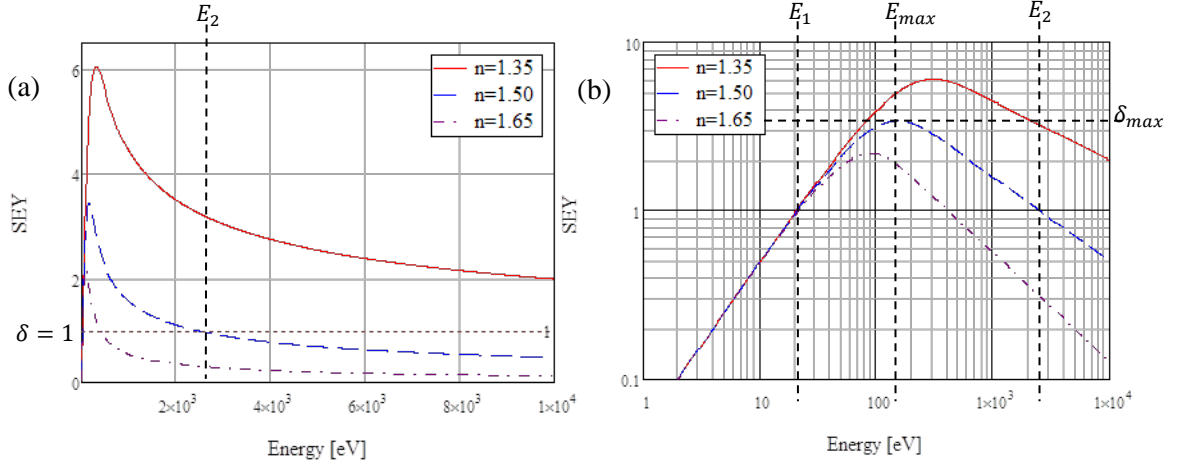 E₂
(a)
6
4
2
0
SEY
n=1.35
n=1.50
n=1.65
δ = 1
1
2×10³
4×10³
6×10³
8×10³
1×10⁴
Energy [eV]
E₁
Eₘₐₓ
E₂
(b)
10
1
0.1
SEY
n=1.35
n=1.50
n=1.65
δₘₐₓ
1
10
100
1×10³
1×10⁴
Energy [eV]